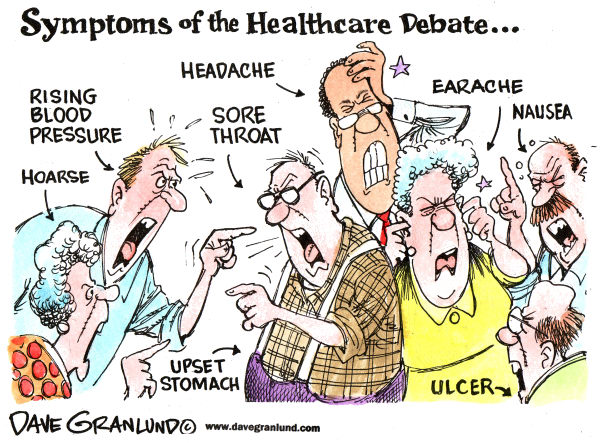 Symptoms of the Healthcare Debate...
HEADACHE
EARACHE
NAUSEA
RISING
BLOOD
PRESSURE
SORE
THROAT
HOARSE
UPSET
STOMACH
ULCER
DAVE GRANLUND ©
www.davegranlund.com